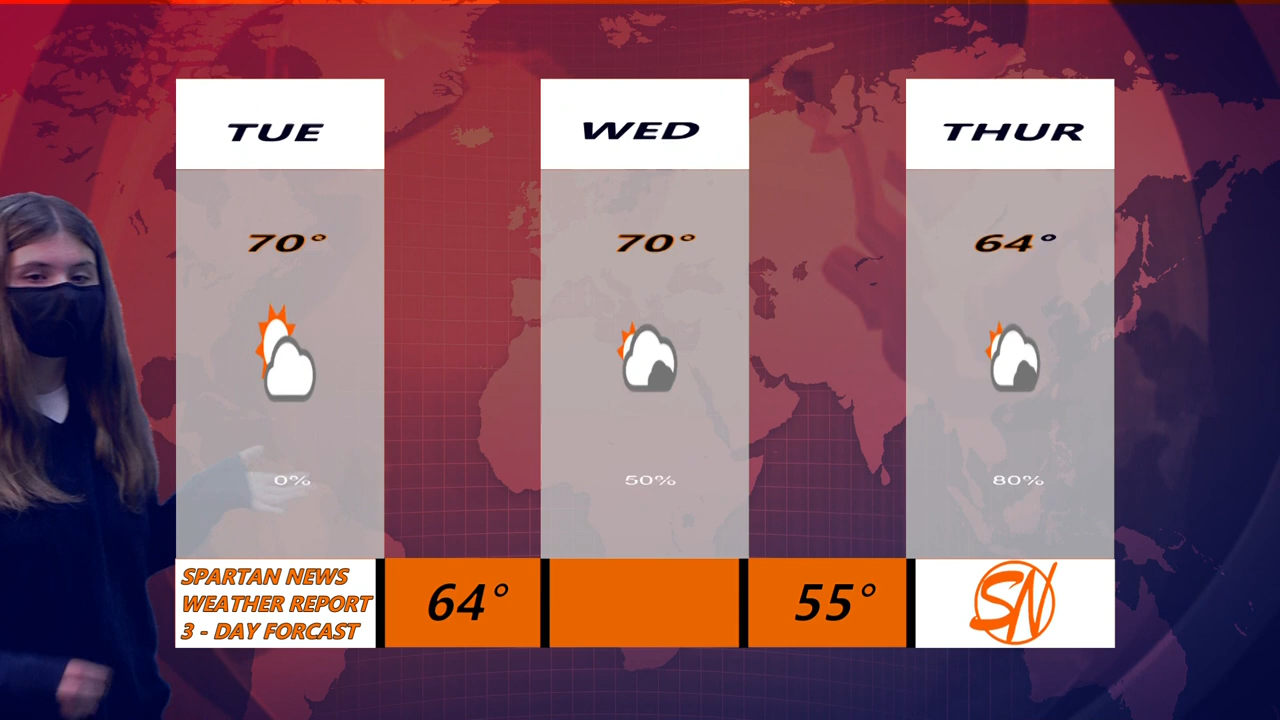 TUE
WED
THUR
70°
70°
64°
0%
50%
80%
SPARTAN NEWS
WEATHER REPORT
3 - DAY FORCAST
64°
55°
SN